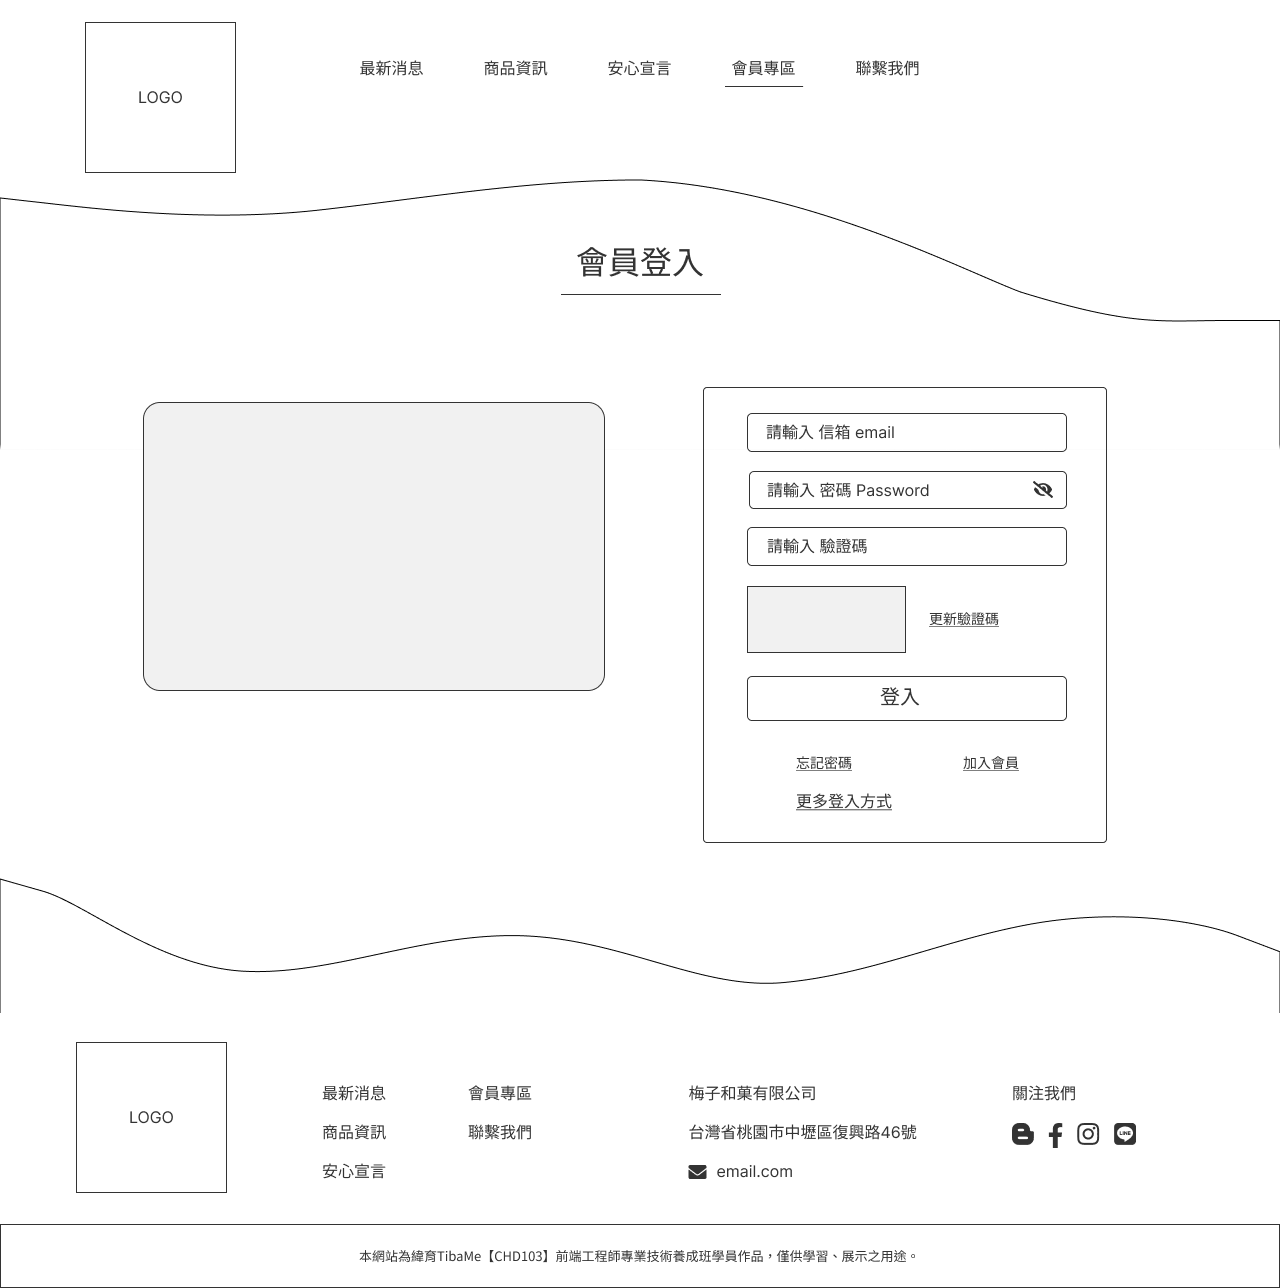 LOGO
最新消息
商品資訊
安心宣言
會員專區
聯繫我們
會員登入
請輸入 信箱 email
請輸入 密碼 Password
請輸入 驗證碼
更新驗證碼
登入
忘記密碼
加入會員
更多登入方式
LOGO
最新消息
商品資訊
安心宣言
會員專區
聯繫我們
梅子和菓有限公司
台灣省桃園市中壢區復興路46號
email.com
關注我們
LINE
本網站為緯育TibaMe【CHD103】前端工程師專業技術養成班學員作品，僅供學習、展示之用途。